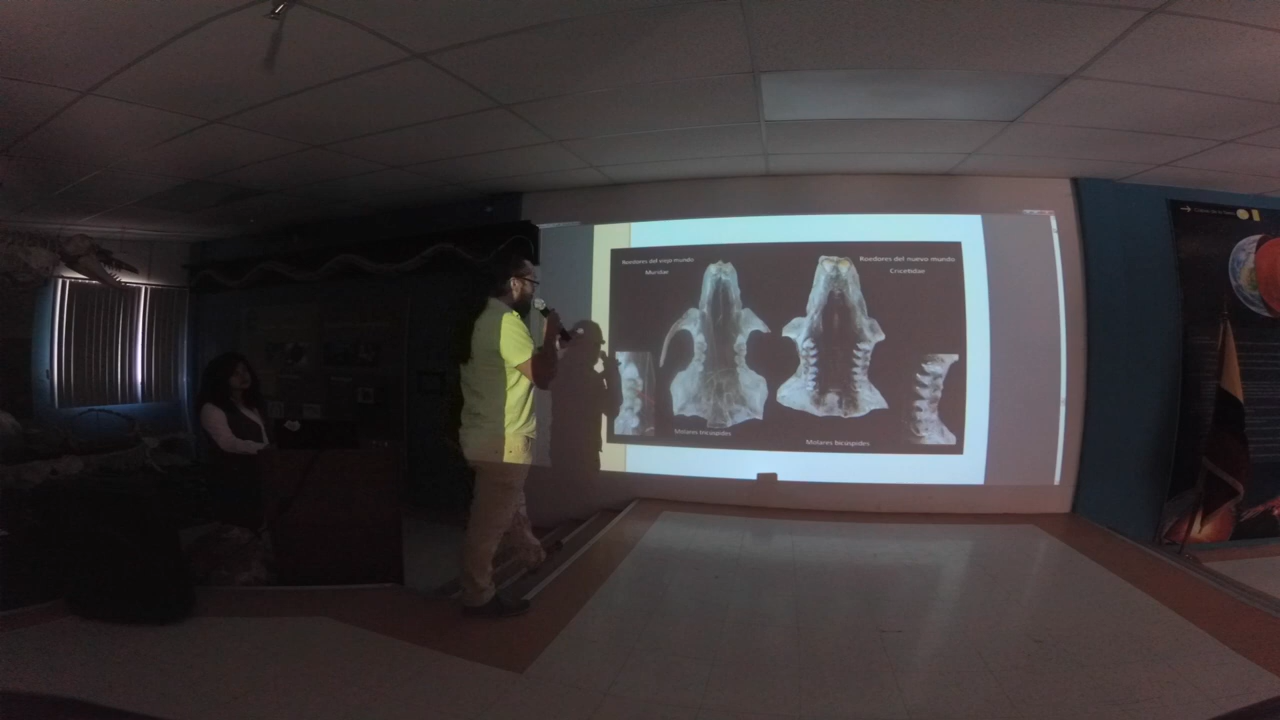 Roedores del viejo mundo
Muridae
Roedores del nuevo mundo
Cricetidae
Molares tricúspides
Molares bicúspides